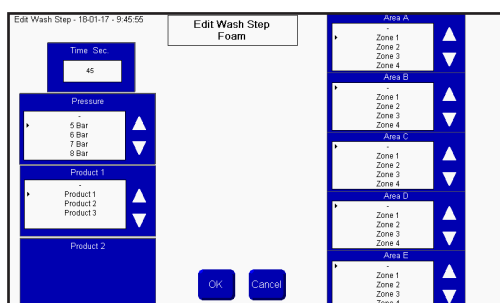 Edit Wash Step - 18-01-17 - 9:45:55
Edit Wash Step
Foam
Time Sec.
45
Pressure
-
5 Bar
6 Bar
7 Bar
8 Bar
Product 1
-
Product 1
Product 2
Product 3
Product 2
OK
Cancel
Area A
-
Zone 1
Zone 2
Zone 3
Zone 4
Area B
-
Zone 1
Zone 2
Zone 3
Zone 4
Area C
-
Zone 1
Zone 2
Zone 3
Zone 4
Area D
-
Zone 1
Zone 2
Zone 3
Zone 4
Area E
-
Zone 1
Zone 2
Zone 3
Zone 4